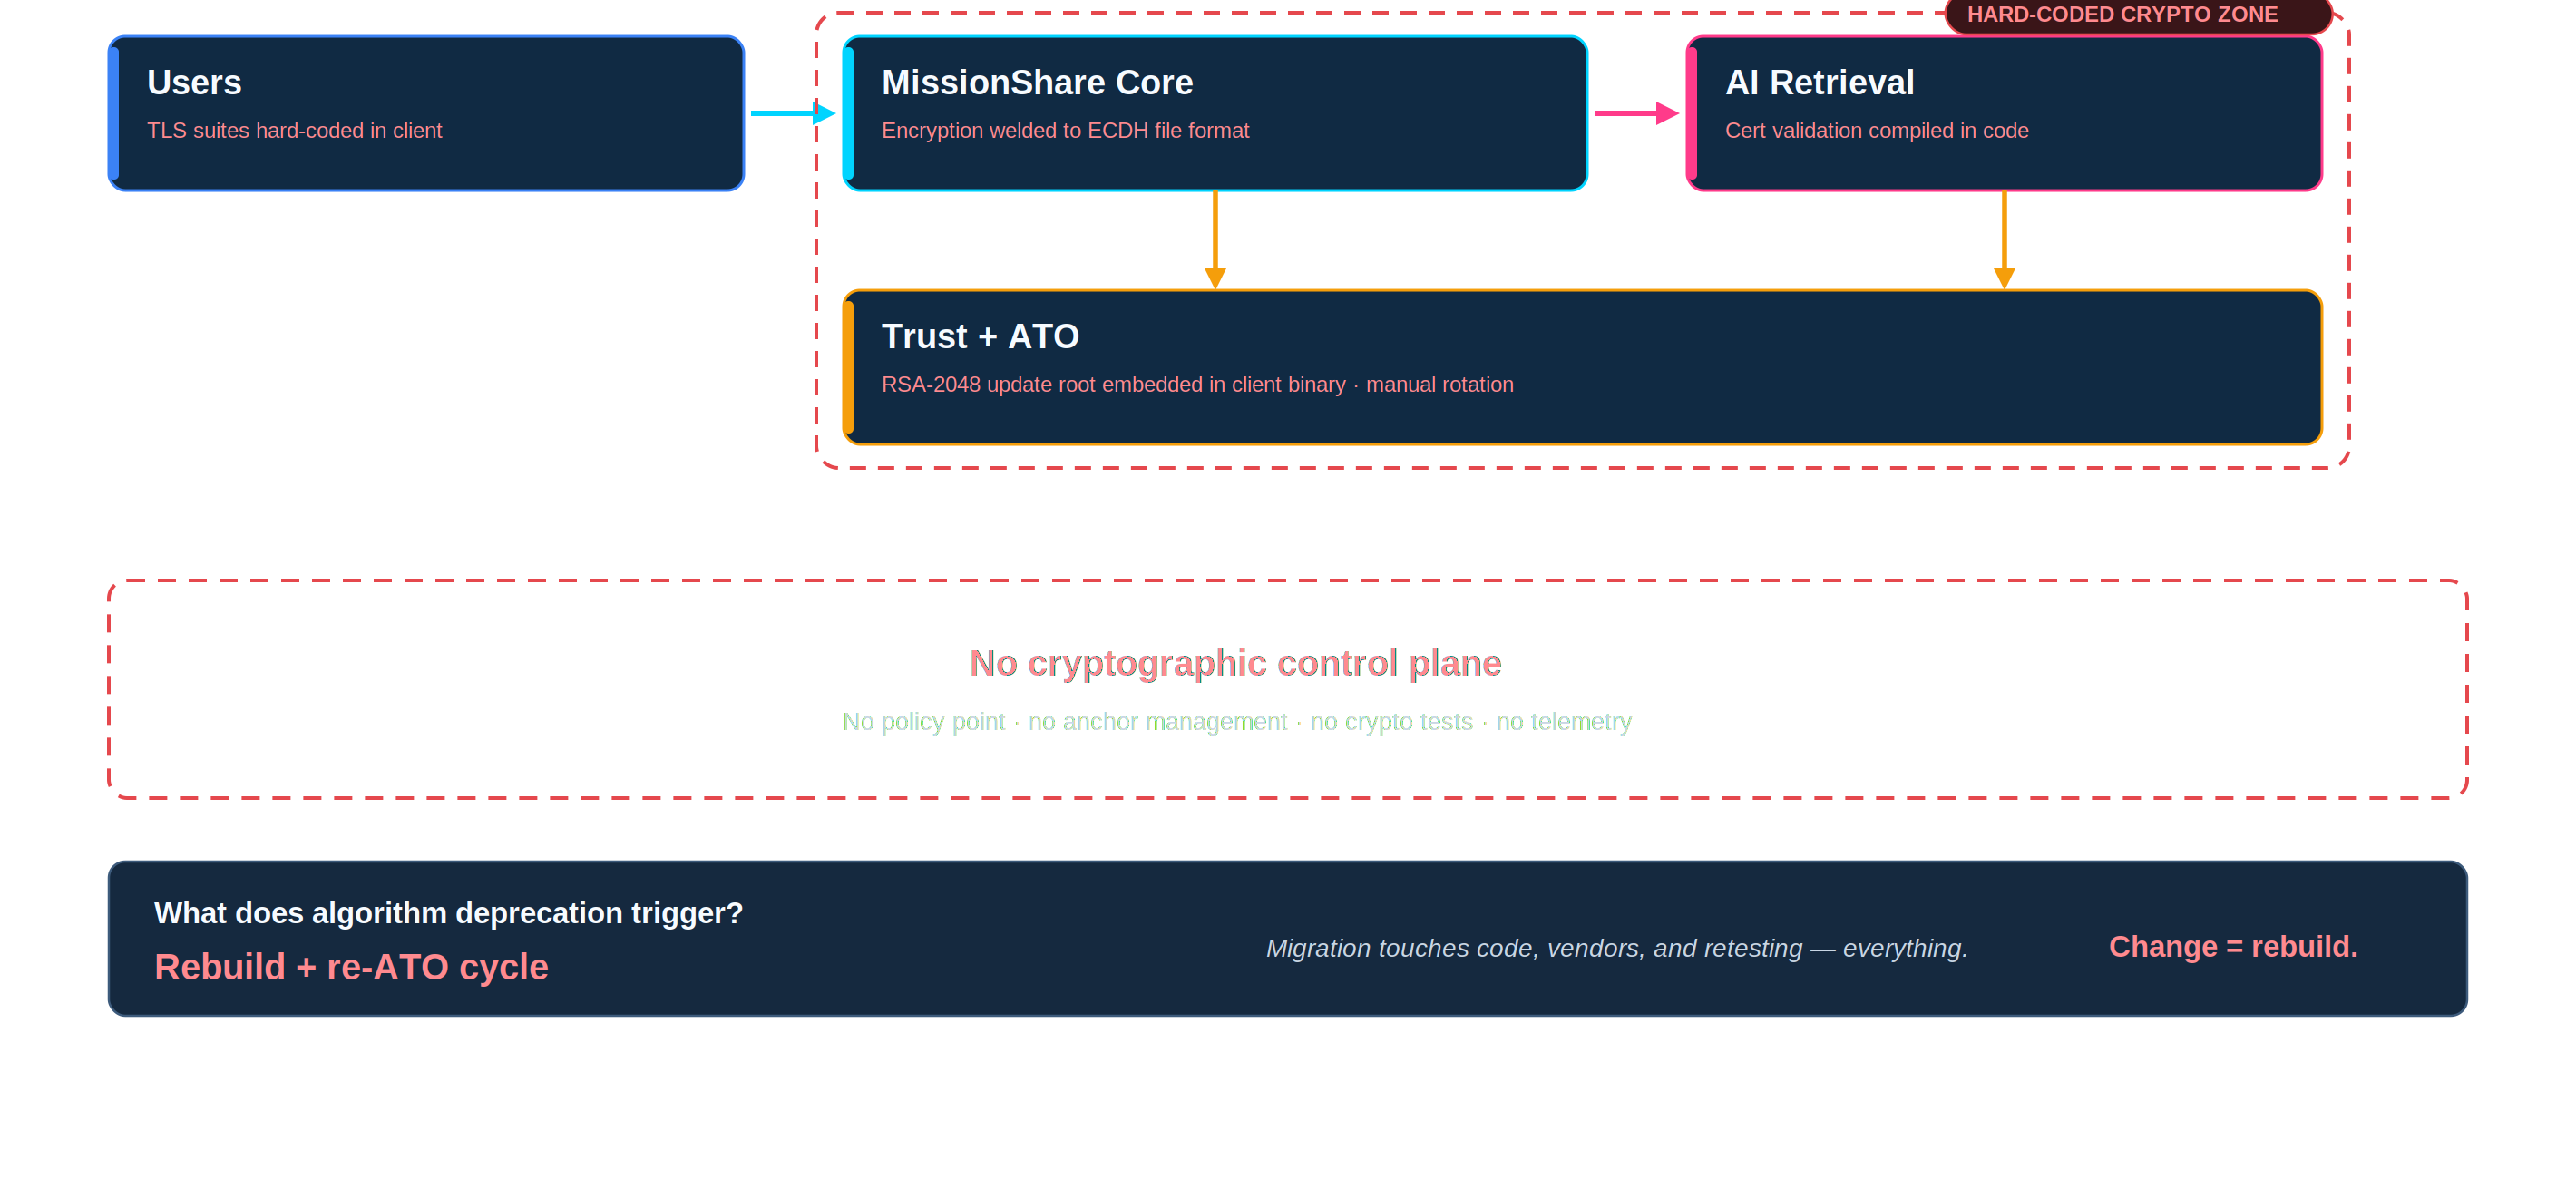 HARD-CODED CRYPTO ZONE
Users
TLS suites hard-coded in client
MissionShare Core
Encryption welded to ECDH file format
AI Retrieval
Cert validation compiled in code
Trust + ATO
RSA-2048 update root embedded in client binary · manual rotation
No cryptographic control plane
No policy point · no anchor management · no crypto tests · no telemetry
What does algorithm deprecation trigger?
Rebuild + re-ATO cycle
Migration touches code, vendors, and retesting — everything.
Change = rebuild.